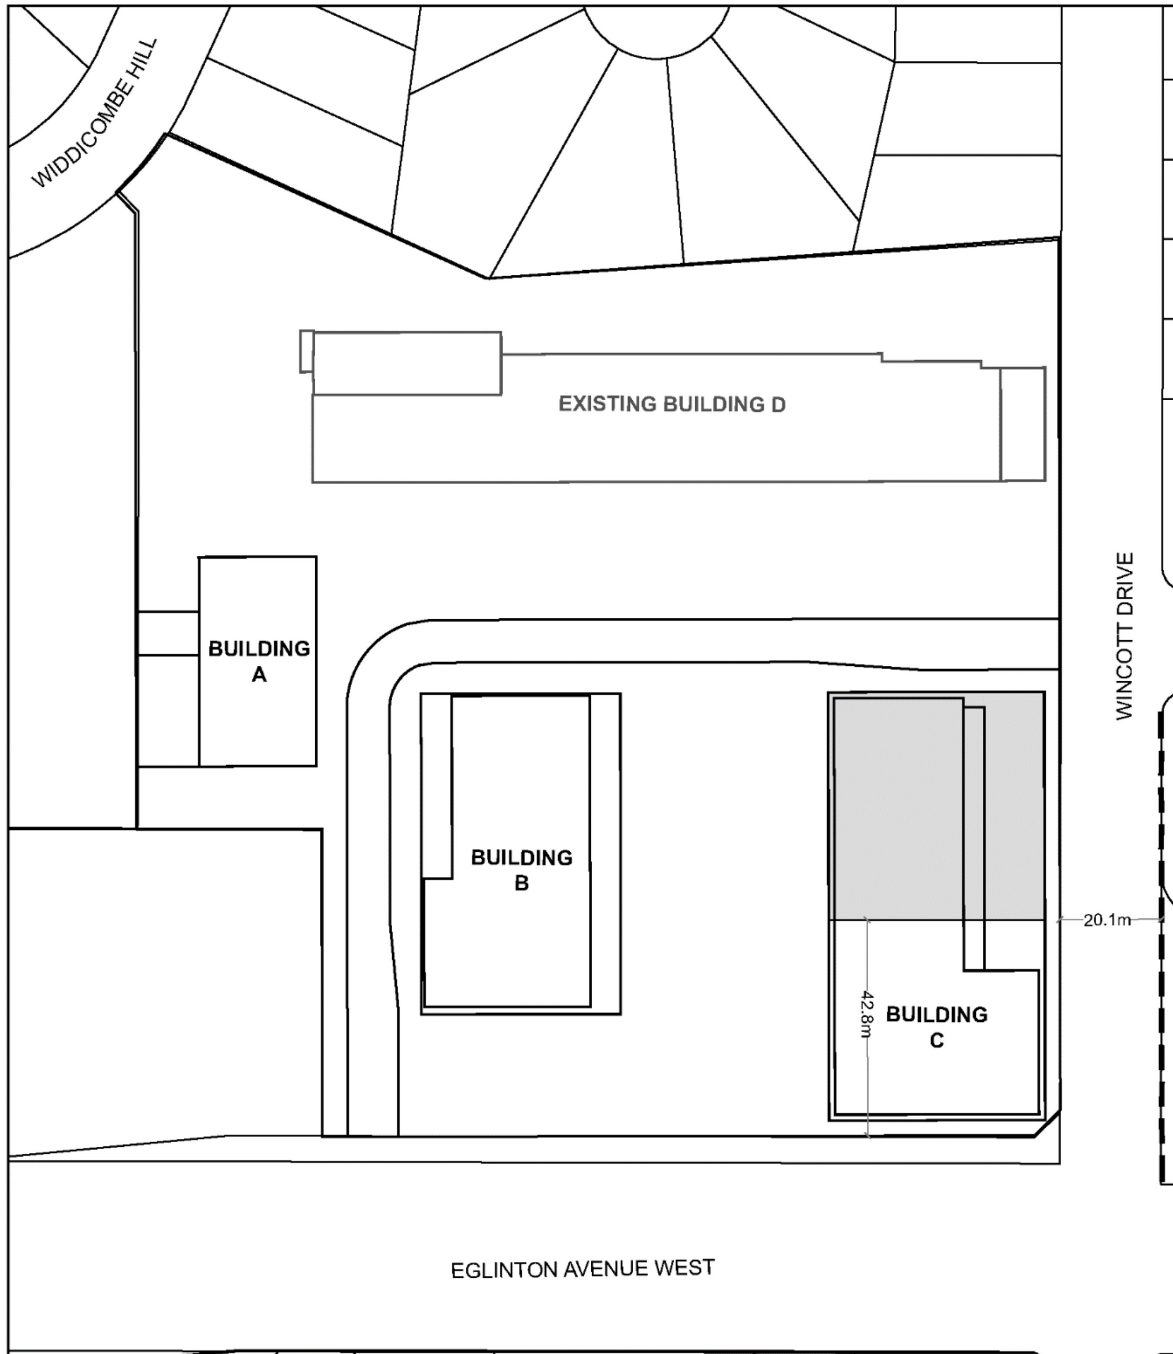 WIDDICOMBE HILL
EXISTING BUILDING D
WINCOTT DRIVE
BUILDING
A
BUILDING
B
20.1m
42.8m
BUILDING
C
EGLINTON AVENUE WEST